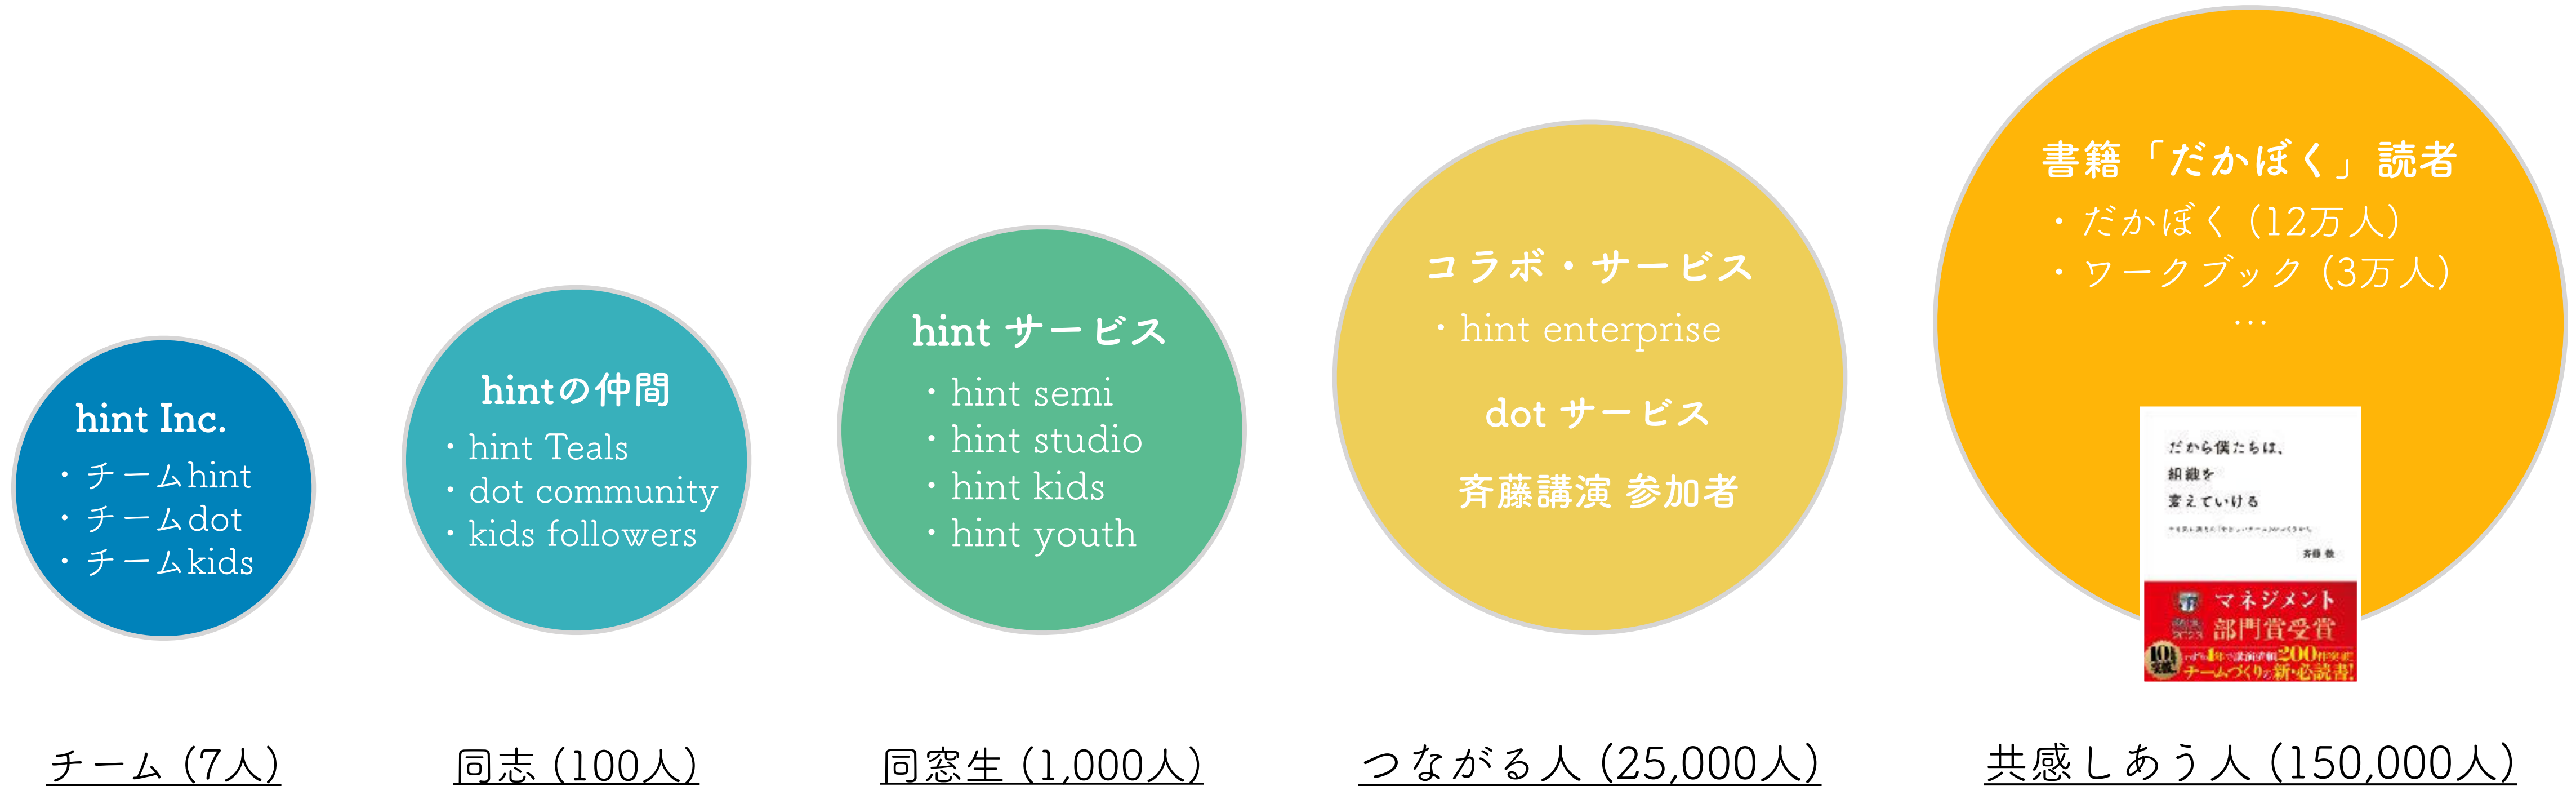 hint Inc.
・チームhint
・チームdot
・チームkids
チーム (7人)
hintの仲間
・hint Teals
・dot community
・kids followers
同志 (100人)
hint サービス
・hint semi
・hint studio
・hint kids
・hint youth
同窓生 (1,000人)
コラボ・サービス
・hint enterprise
dot サービス
斉藤講演 参加者
つながる人 (25,000人)
書籍「だかぼく」読者
・だかぼく (12万人)
・ワークブック (3万人)
…
だから僕たちは、
組織を
変えていける
斉藤 徹
マネジメント
部門賞受賞
200件突破!
チームづくりの新・必読書!
共感しあう人 (150,000人)